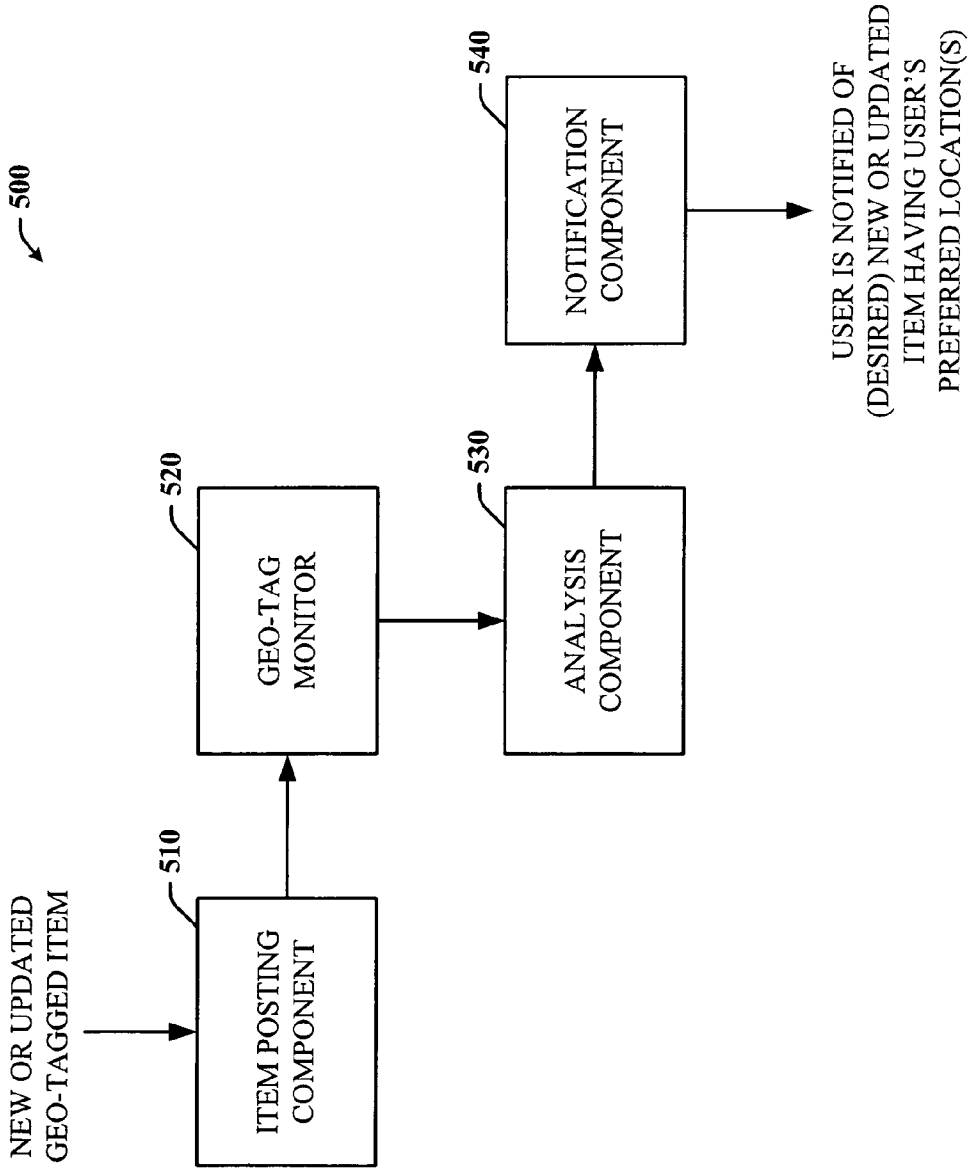 500
NEW OR UPDATED
GEO-TAGGED ITEM
510
ITEM POSTING
COMPONENT
520
GEO-TAG
MONITOR
530
ANALYSIS
COMPONENT
540
NOTIFICATION
COMPONENT
USER IS NOTIFIED OF
(DESIRED) NEW OR UPDATED
ITEM HAVING USER'S
PREFERRED LOCATION(S)